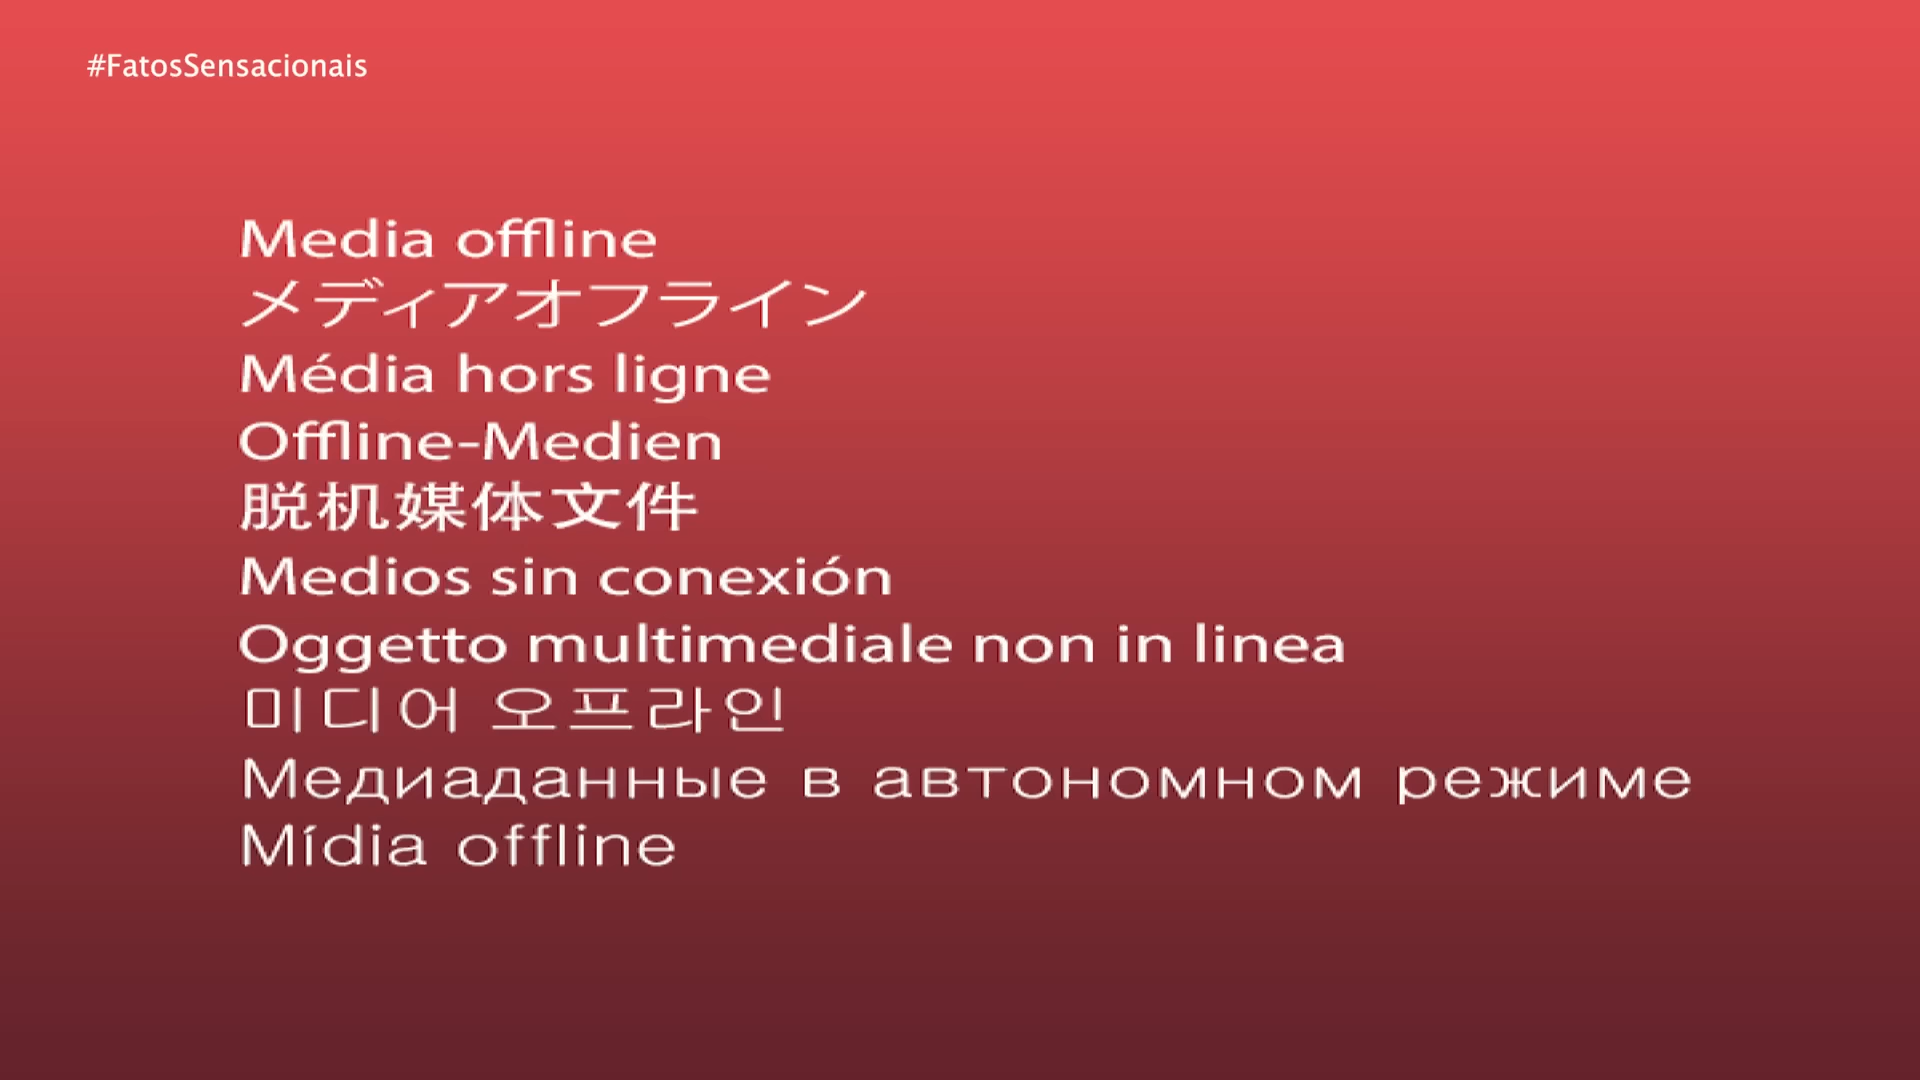 #FatosSensacionais
Media offline
メディアオフライン
Média hors ligne
Offline-Medien
脱机媒体文件
Medios sin conexión
Oggetto multimediale non in linea
미디어 오프라인
Медиаданные в автономном режиме
Mídia offline